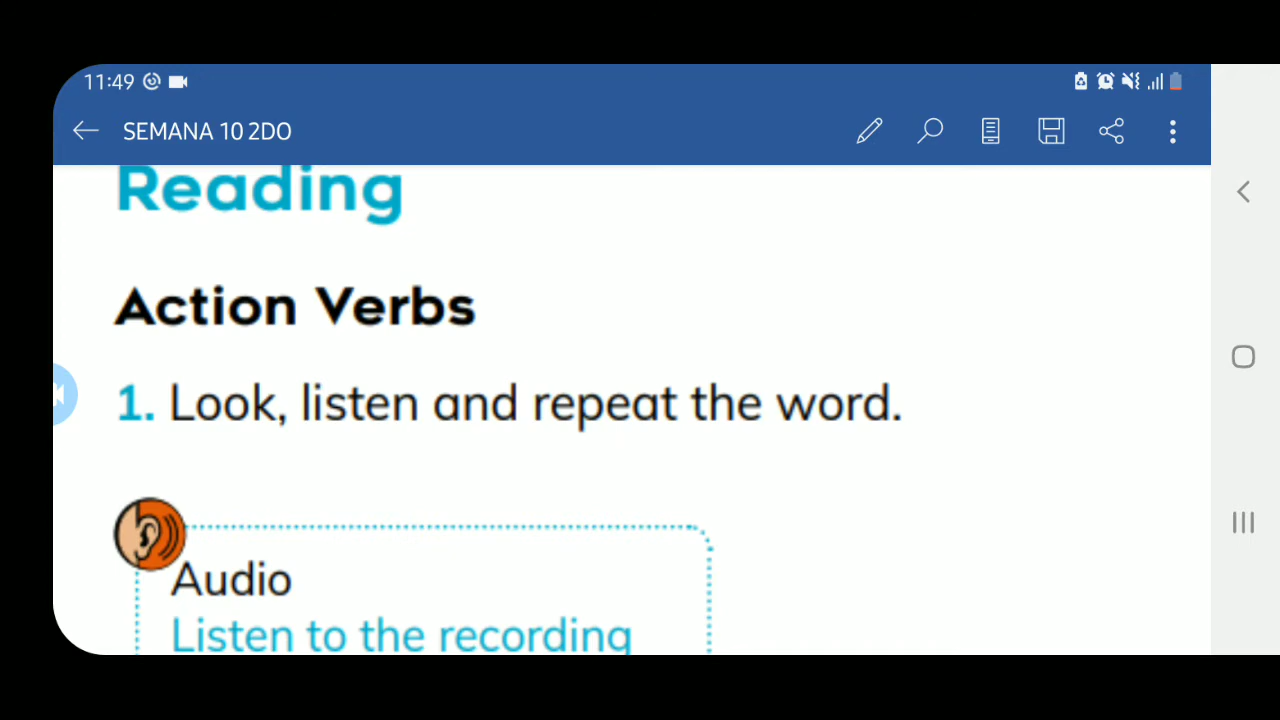 11:49
SEMANA 10 2DO
Reading
Action Verbs
1. Look, listen and repeat the word.
Audio
Listen to the recording